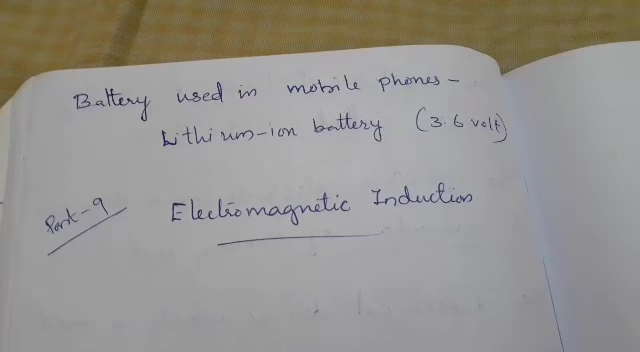 Battery used in mobile phones -
Lithium-ion battery (3.6 volt)
Part-9
Electromagnetic Induction